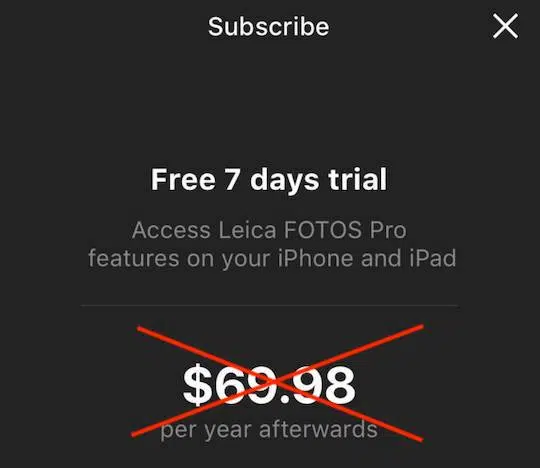 Subscribe
Free 7 days trial
Access Leica FOTOS Pro
features on your iPhone and iPad
$69.98
per year afterwards